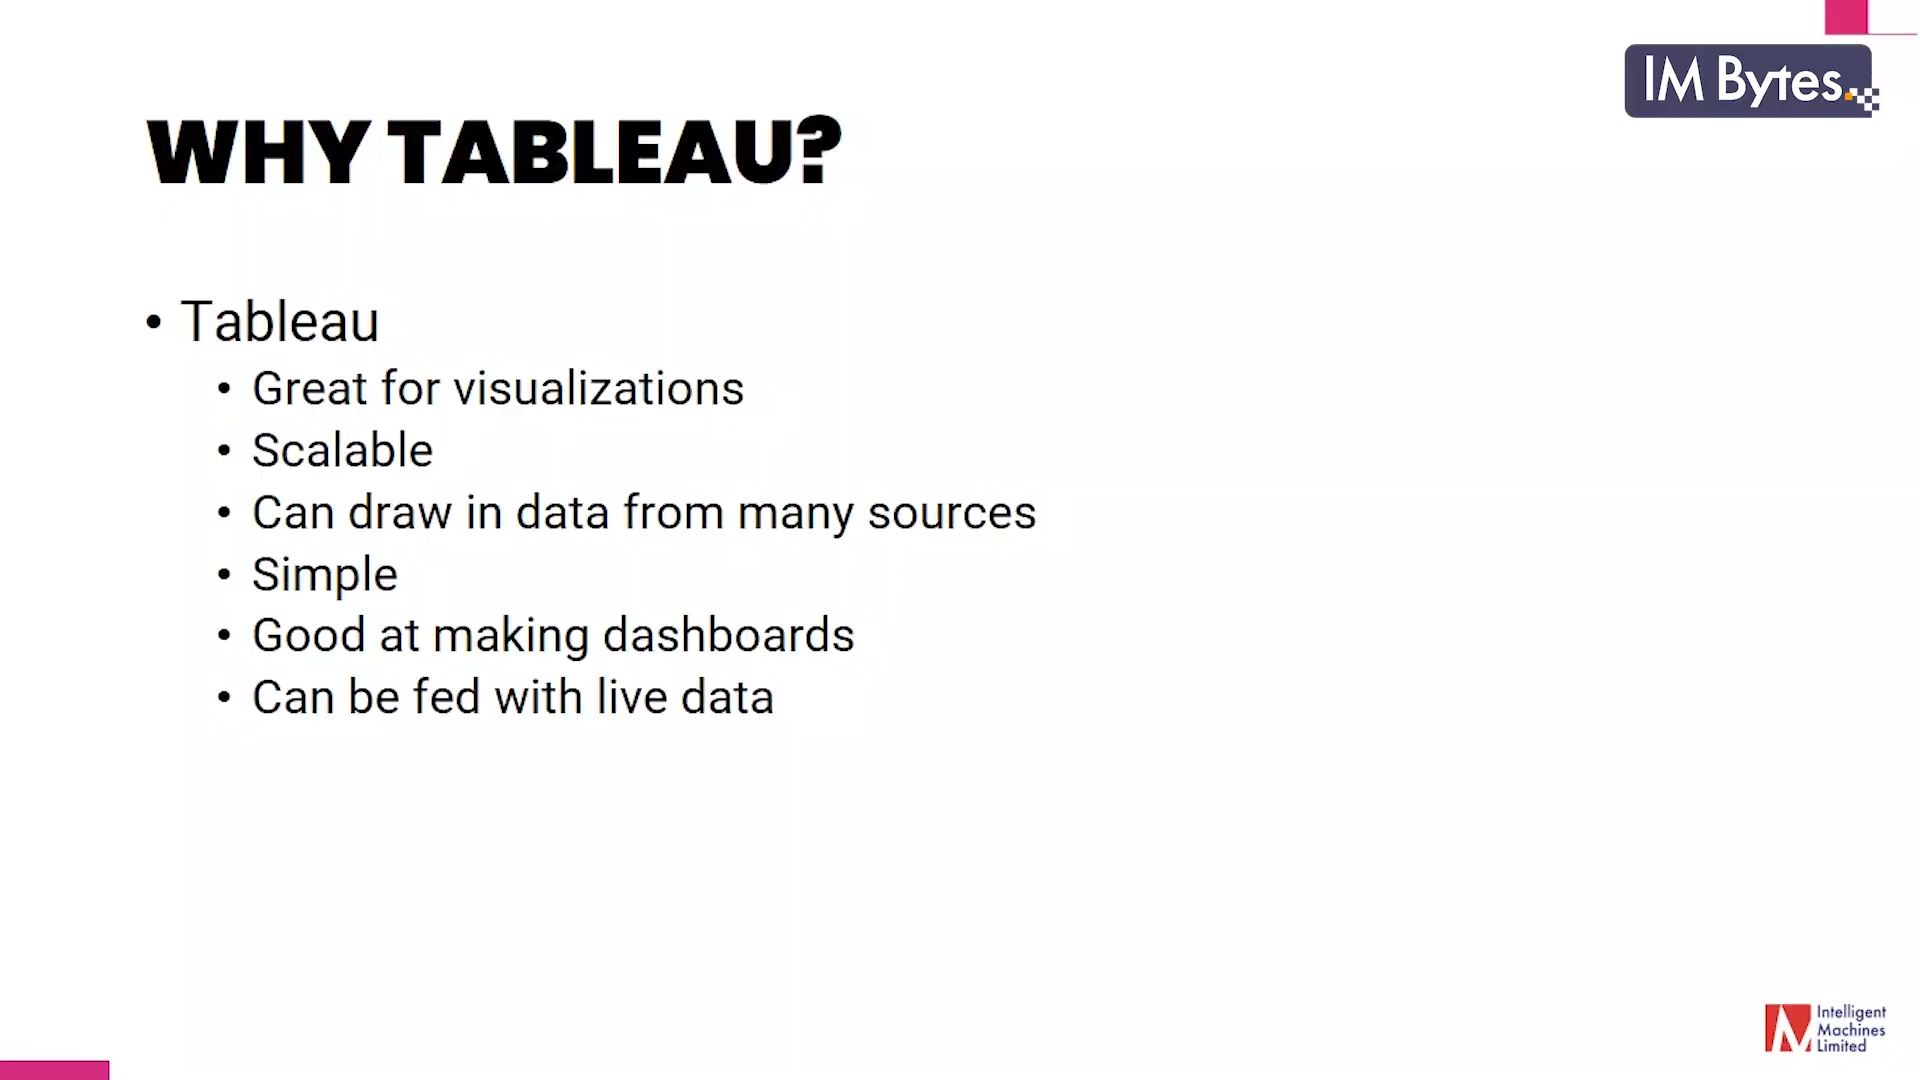 IM Bytes.
WHY TABLEAU?
• Tableau
• Great for visualizations
• Scalable
• Can draw in data from many sources
• Simple
• Good at making dashboards
• Can be fed with live data
Intelligent
Machines
Limited